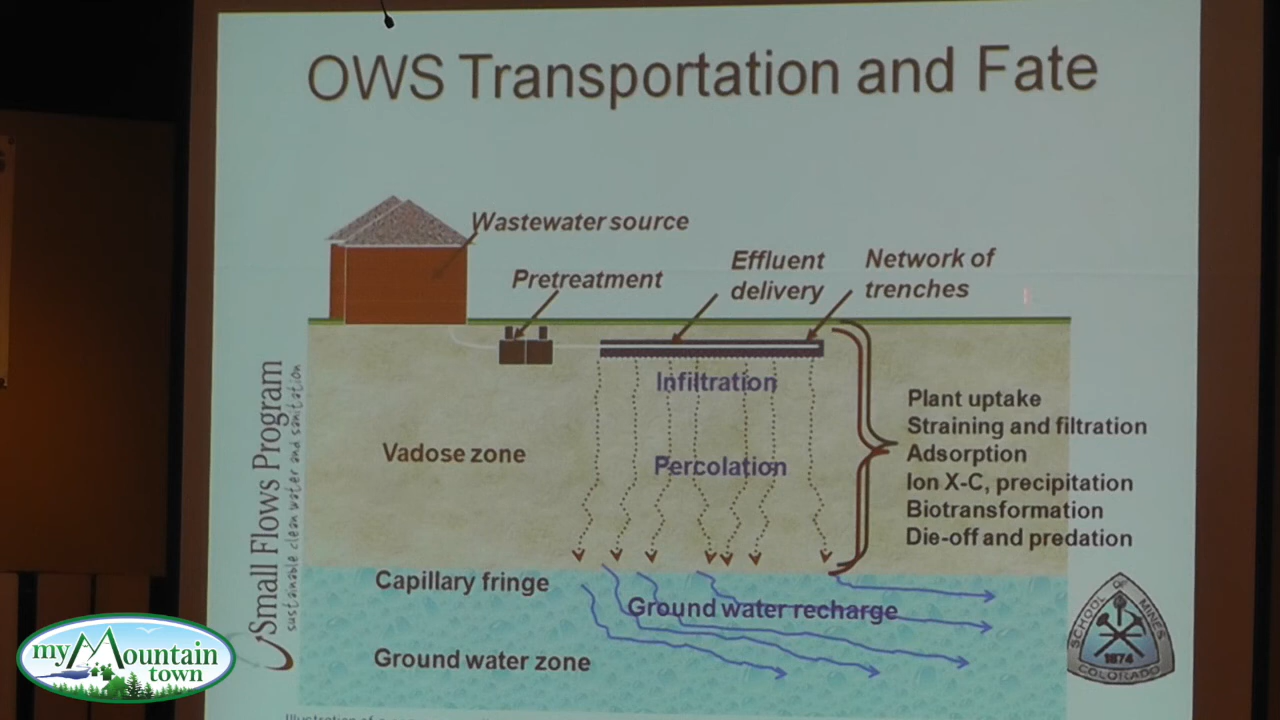 OWS Transportation and Fate
Wastewater source
Pretreatment
Effluent
delivery
Network of
trenches
Infiltration
Percolation
Vadose zone
Plant uptake
Straining and filtration
Adsorption
Ion X-C, precipitation
Biotransformation
Die-off and predation
Capillary fringe
Ground water recharge
Ground water zone
Small Flows Program
sustainable clean water and sanitation
SCHOOL OF MINES
1874
COLORADO
my Mountain
town